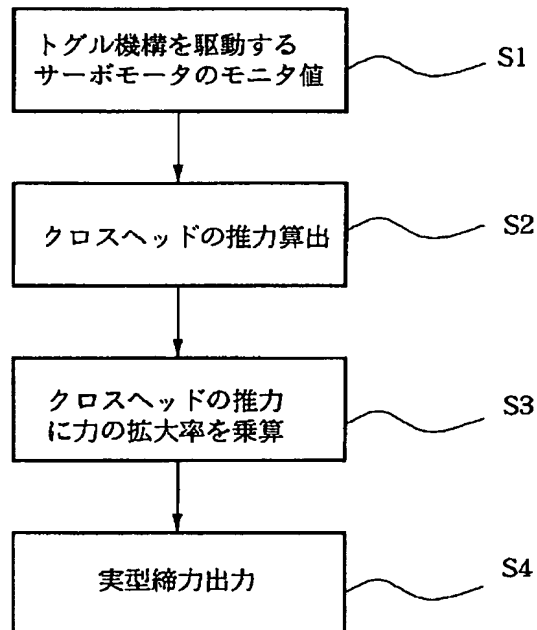 トグル機構を駆動する
サーボモータのモニタ値
S1
クロスヘッドの推力算出
S2
クロスヘッドの推力
に力の拡大率を乗算
S3
実型締力出力
S4